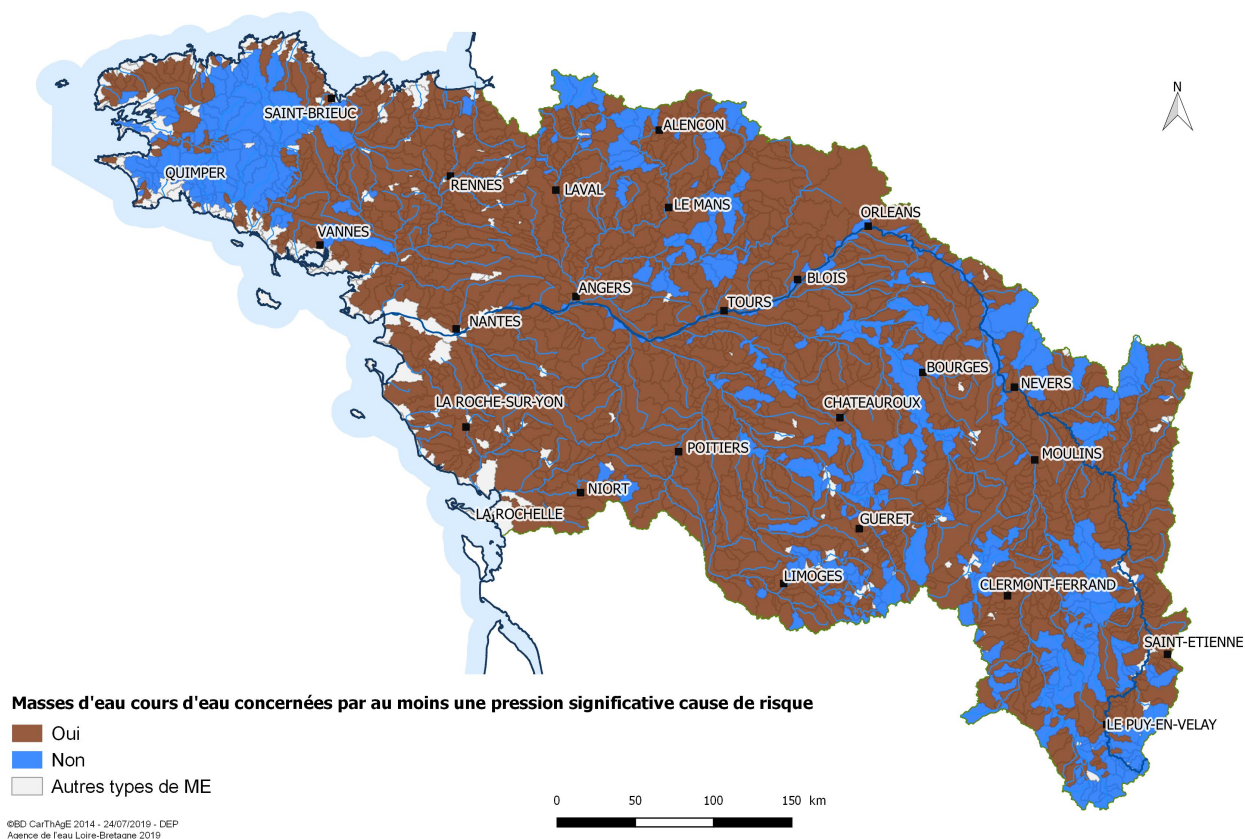 N
SAINT-BRIEUC
ALENCON
QUIMPER
RENNES
LAVAL
LE MANS
ORLEANS
VANNES
BLOIS
ANGERS
TOURS
NANTES
BOURGES
NEVERS
LA ROCHE-SUR-YON
CHATEAUROUX
POITIERS
MOULINS
NIORT
LA ROCHELLE
GUERET
LIMOGES
CLERMONT-FERRAND
SAINT-ETIENNE
LE PUY-EN-VELAY
Masses d'eau cours d'eau concernées par au moins une pression significative cause de risque
Oui
Non
Autres types de ME
0 50 100 150 km
©BD CarThAgE 2014 - 24/07/2019 - DEP
Agence de l'eau Loire-Bretagne 2019